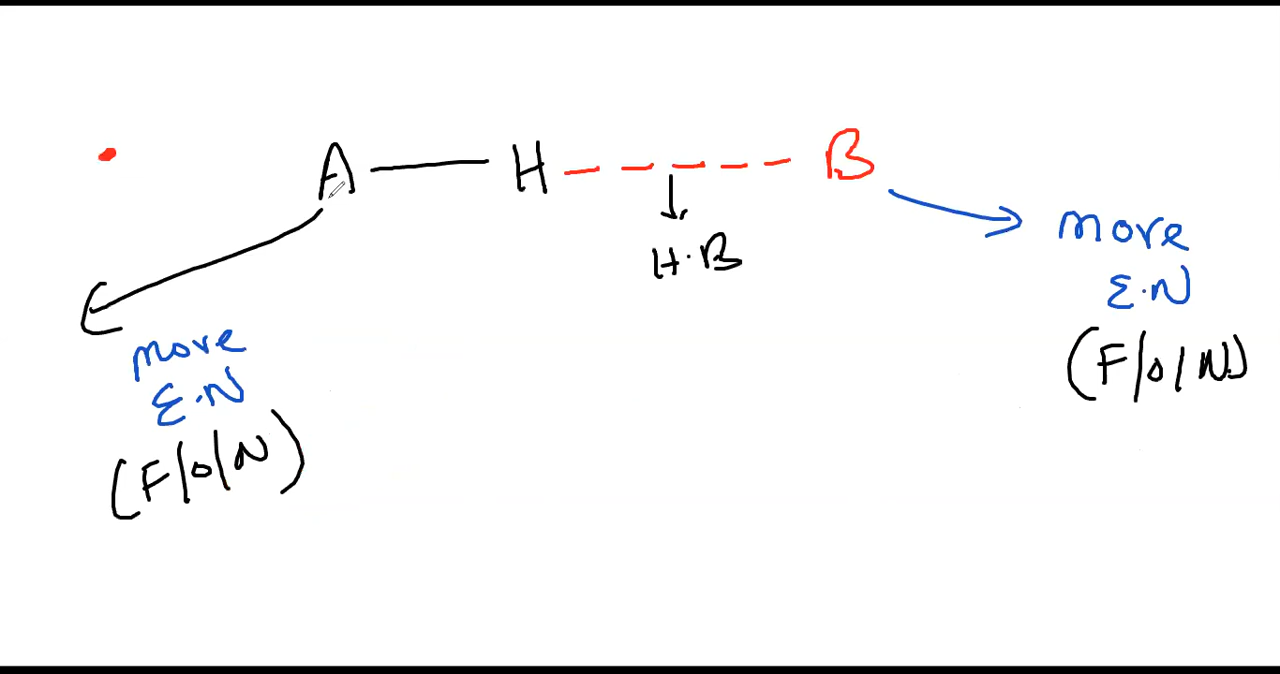 A — H - - - - - B
H.B
more
E.N
(F/O/N)
more
E.N
(F/O/N)